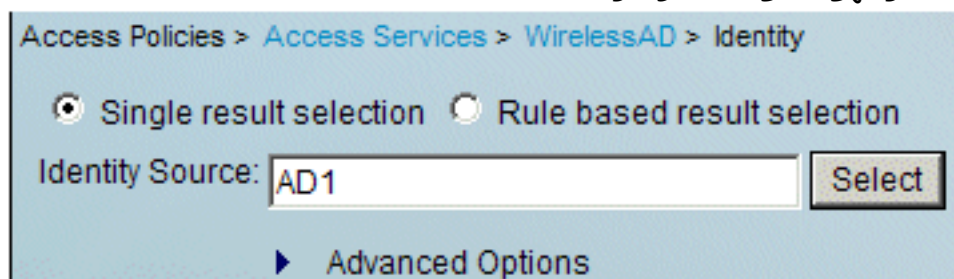 Access Policies > Access Services > WirelessAD > Identity
Single result selection Rule based result selection
Identity Source: AD1 Select
Advanced Options